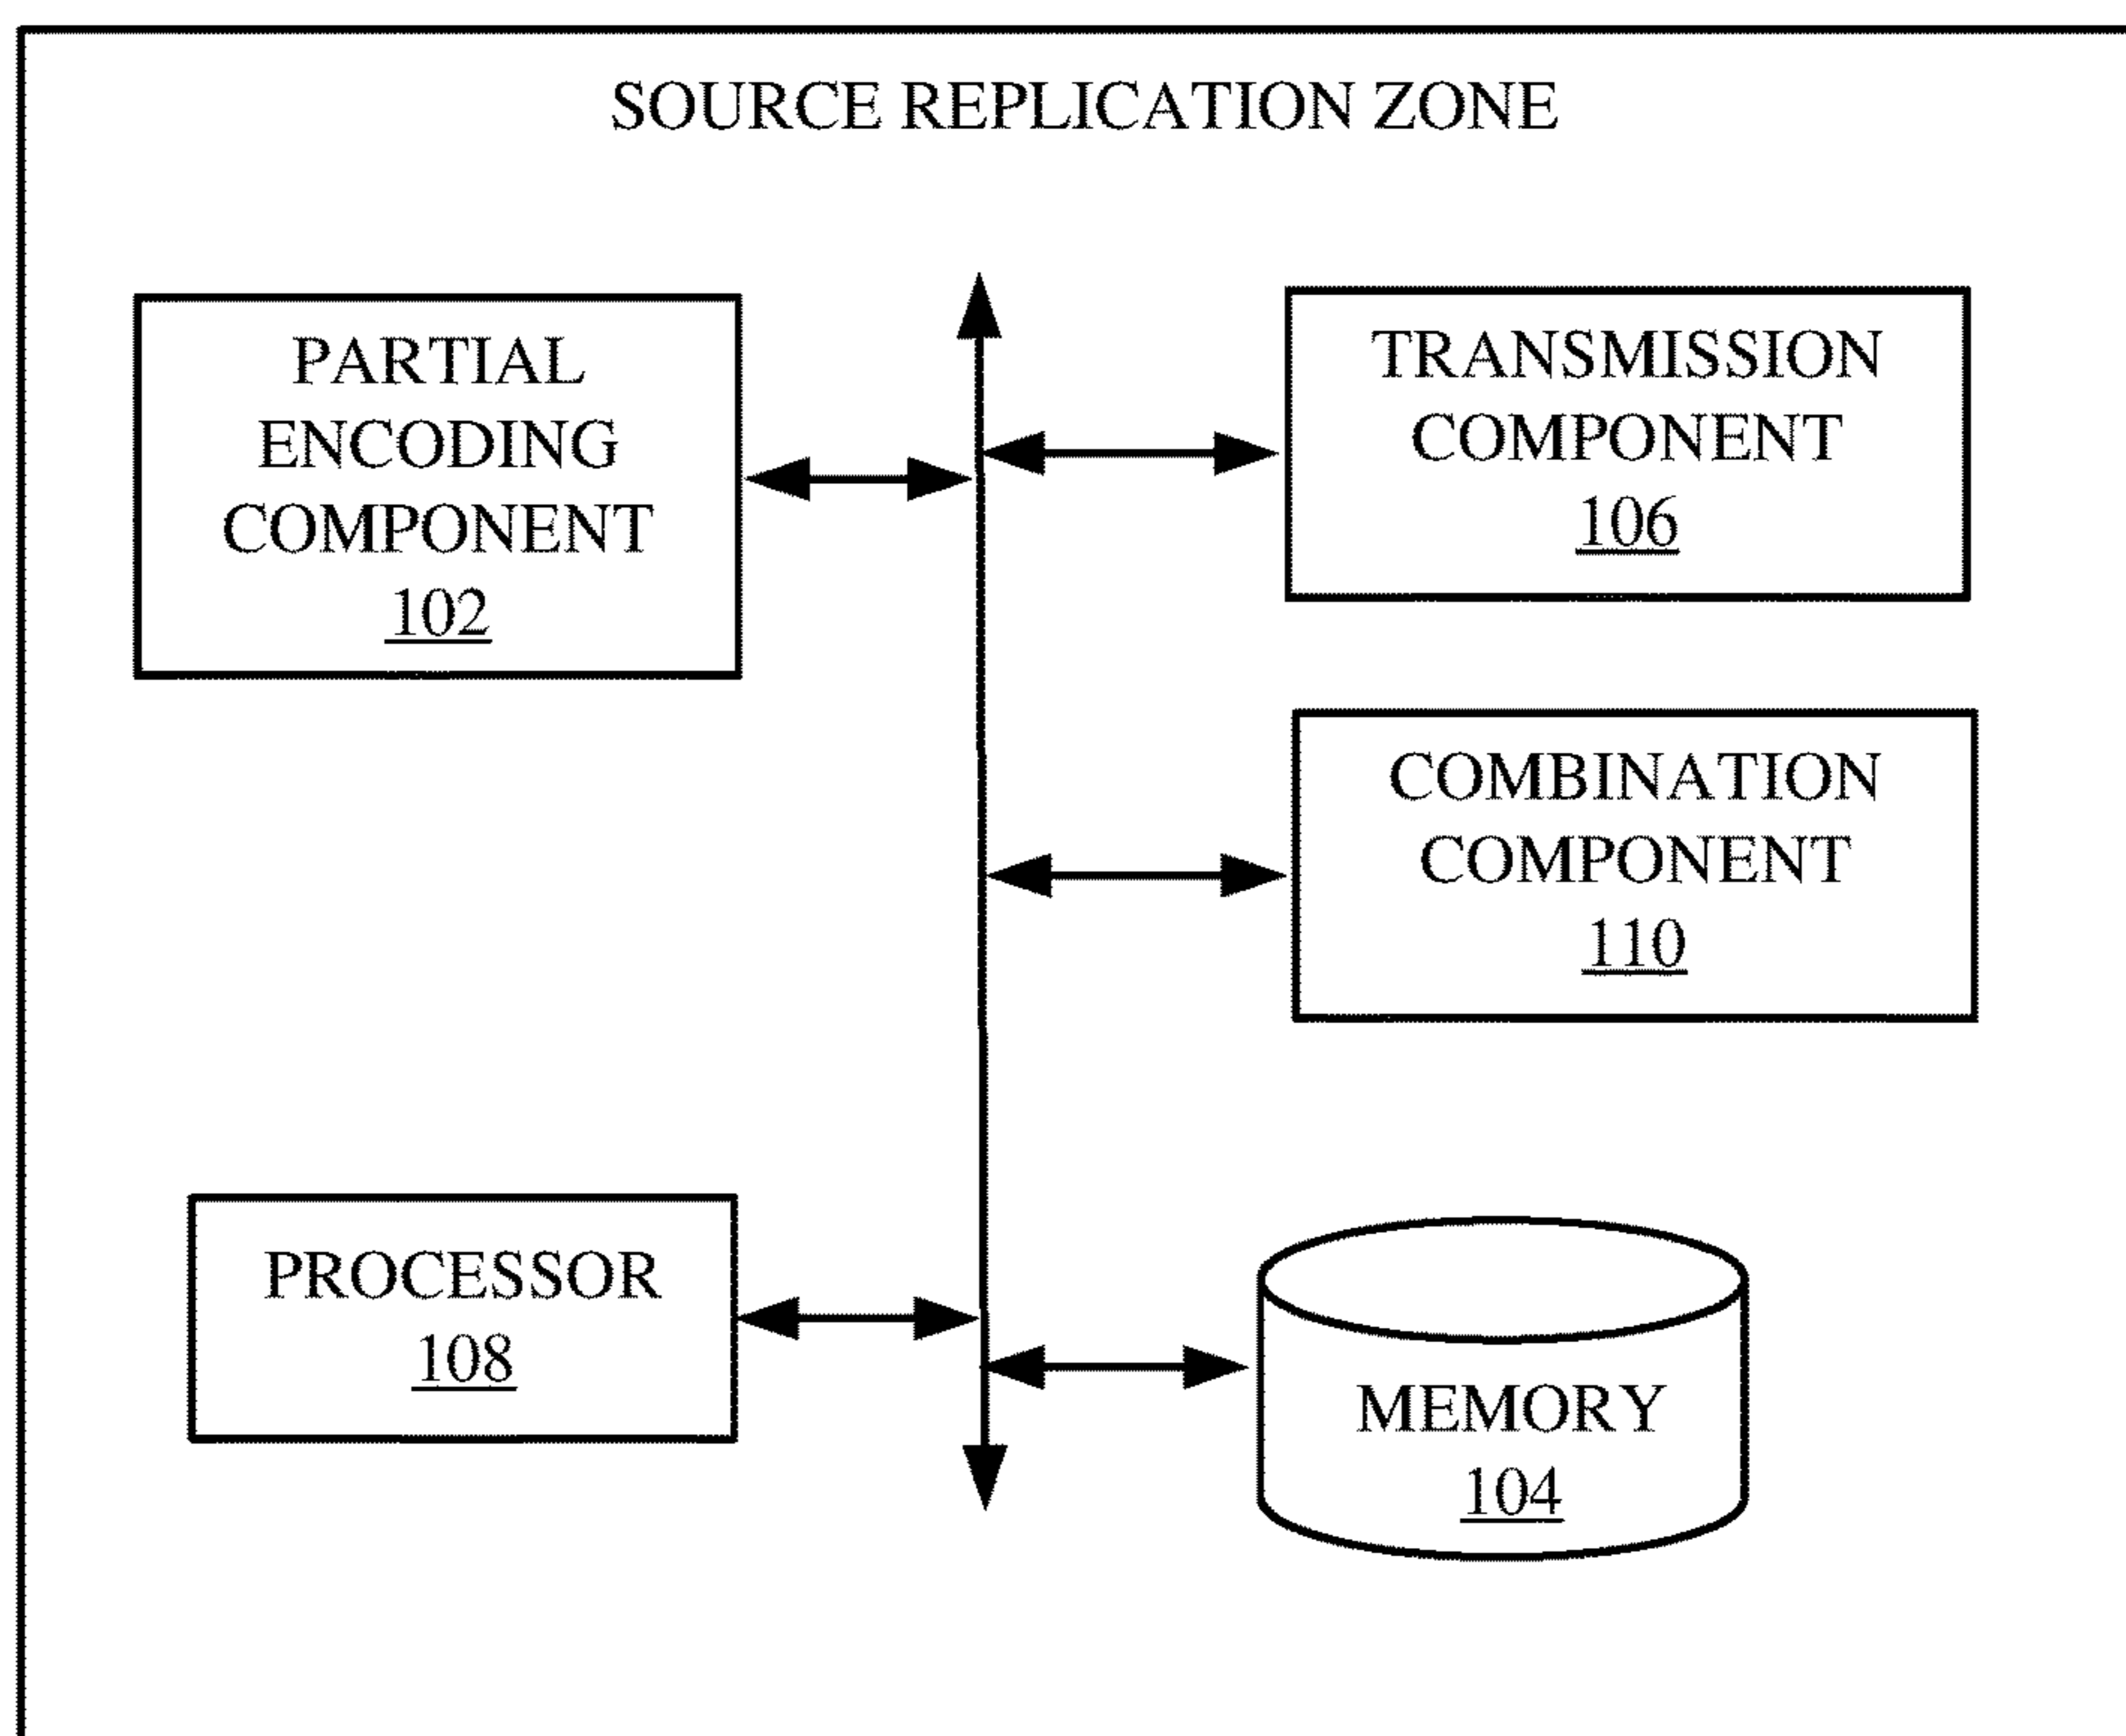 SOURCE REPLICATION ZONE
PARTIAL
ENCODING
COMPONENT
102
TRANSMISSION
COMPONENT
106
COMBINATION
COMPONENT
110
PROCESSOR
108
MEMORY
104